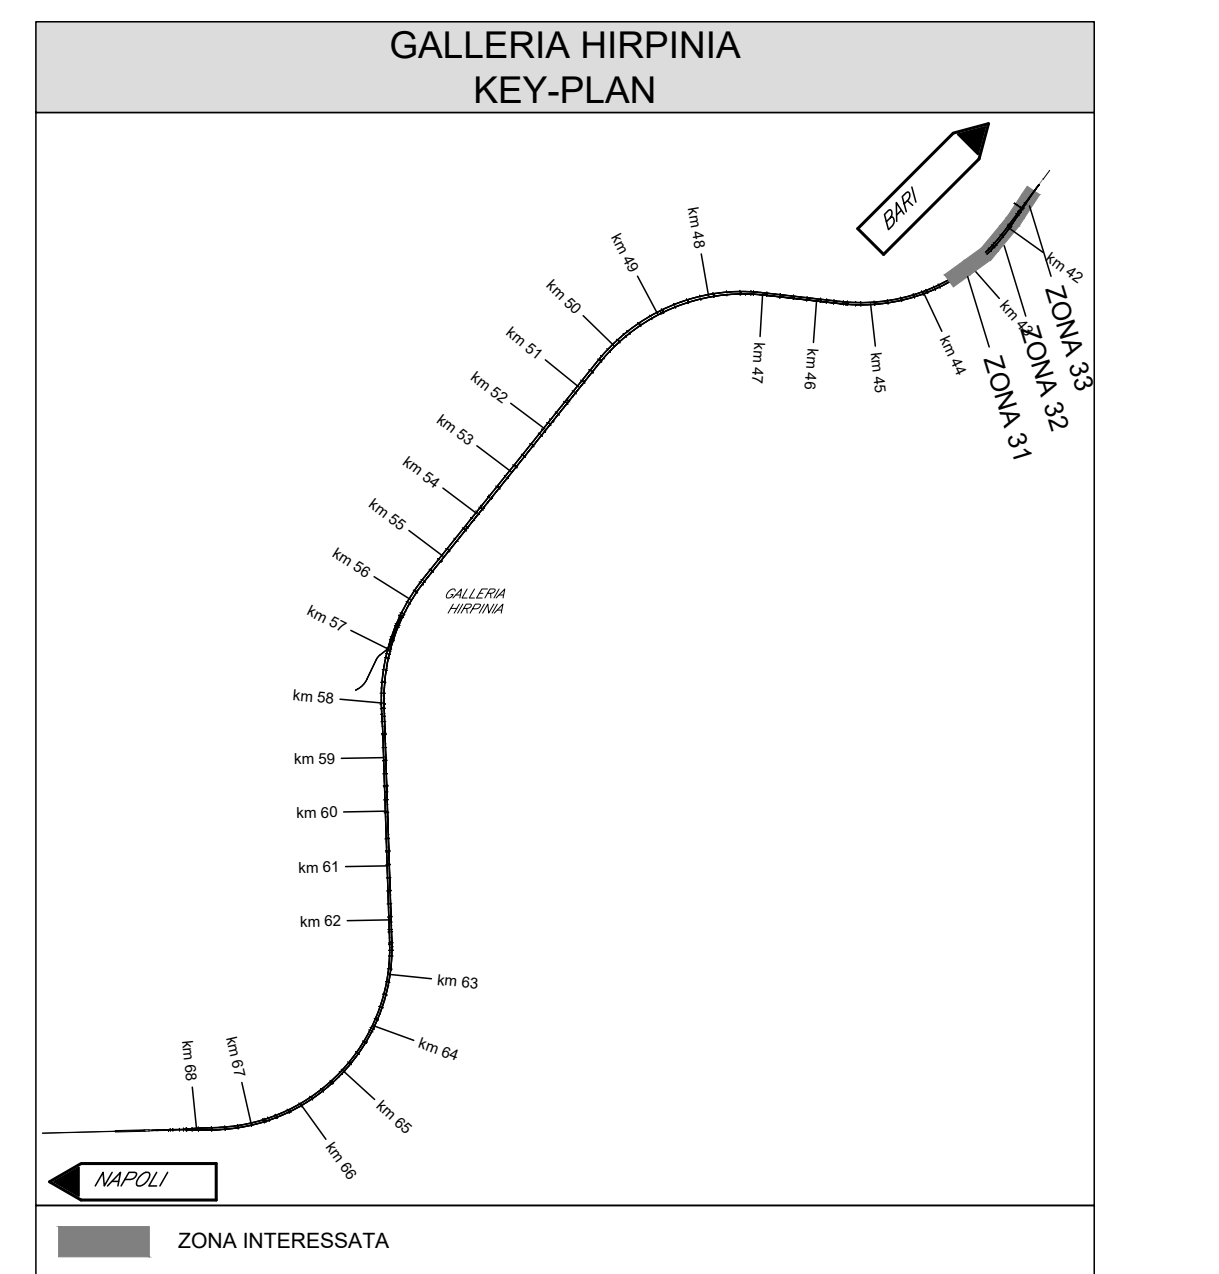 GALLERIA HIRPINIA
KEY-PLAN
BARI
km 42
km 43
ZONA 33
ZONA 32
ZONA 31
km 44
km 45
km 46
km 47
km 48
km 49
km 50
km 51
km 52
km 53
km 54
km 55
km 56
GALLERIA
HIRPINIA
km 57
km 58
km 59
km 60
km 61
km 62
km 63
km 64
km 65
km 66
km 67
km 68
NAPOLI
ZONA INTERESSATA